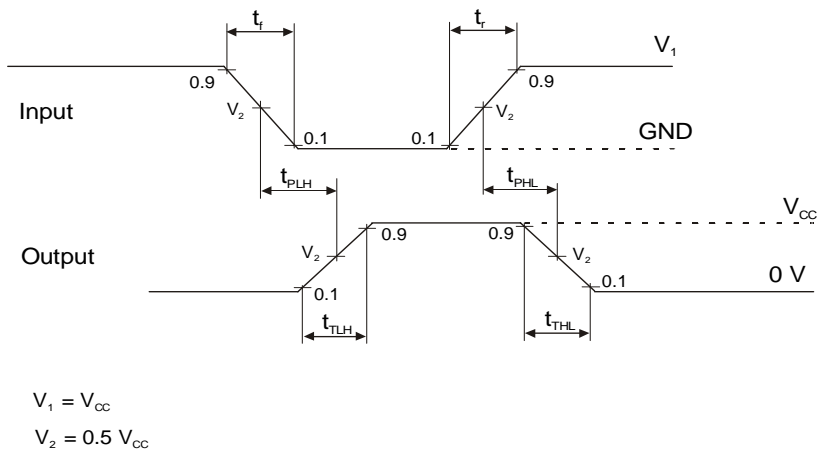 t_f
t_r
V_1
0.9
0.9
Input
V_2
V_2
0.1
0.1
GND
t_PLH
t_PHL
V_CC
0.9
0.9
Output
V_2
V_2
0.1
0.1
0 V
t_TLH
t_THL
V_1 = V_CC
V_2 = 0.5 V_CC